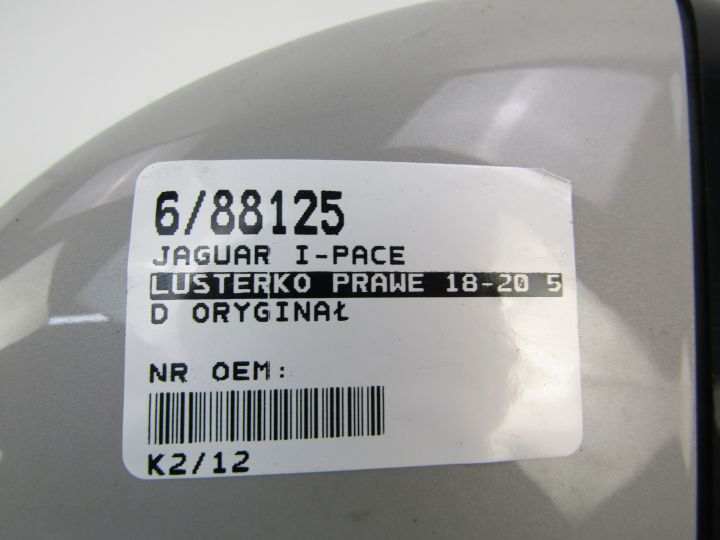 6/88125
JAGUAR I-PACE
LUSTERKO PRAWE 18-20 5
D ORYGINAŁ
NR OEM:
K2/12